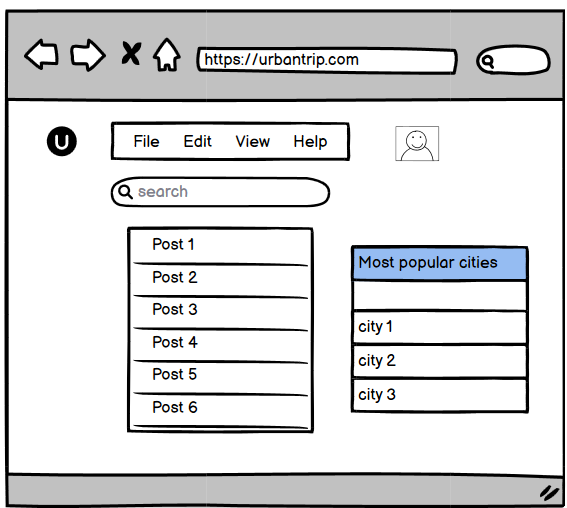 https://urbantrip.com
U
File Edit View Help
search
Post 1
Post 2
Post 3
Post 4
Post 5
Post 6
Most popular cities
city 1
city 2
city 3